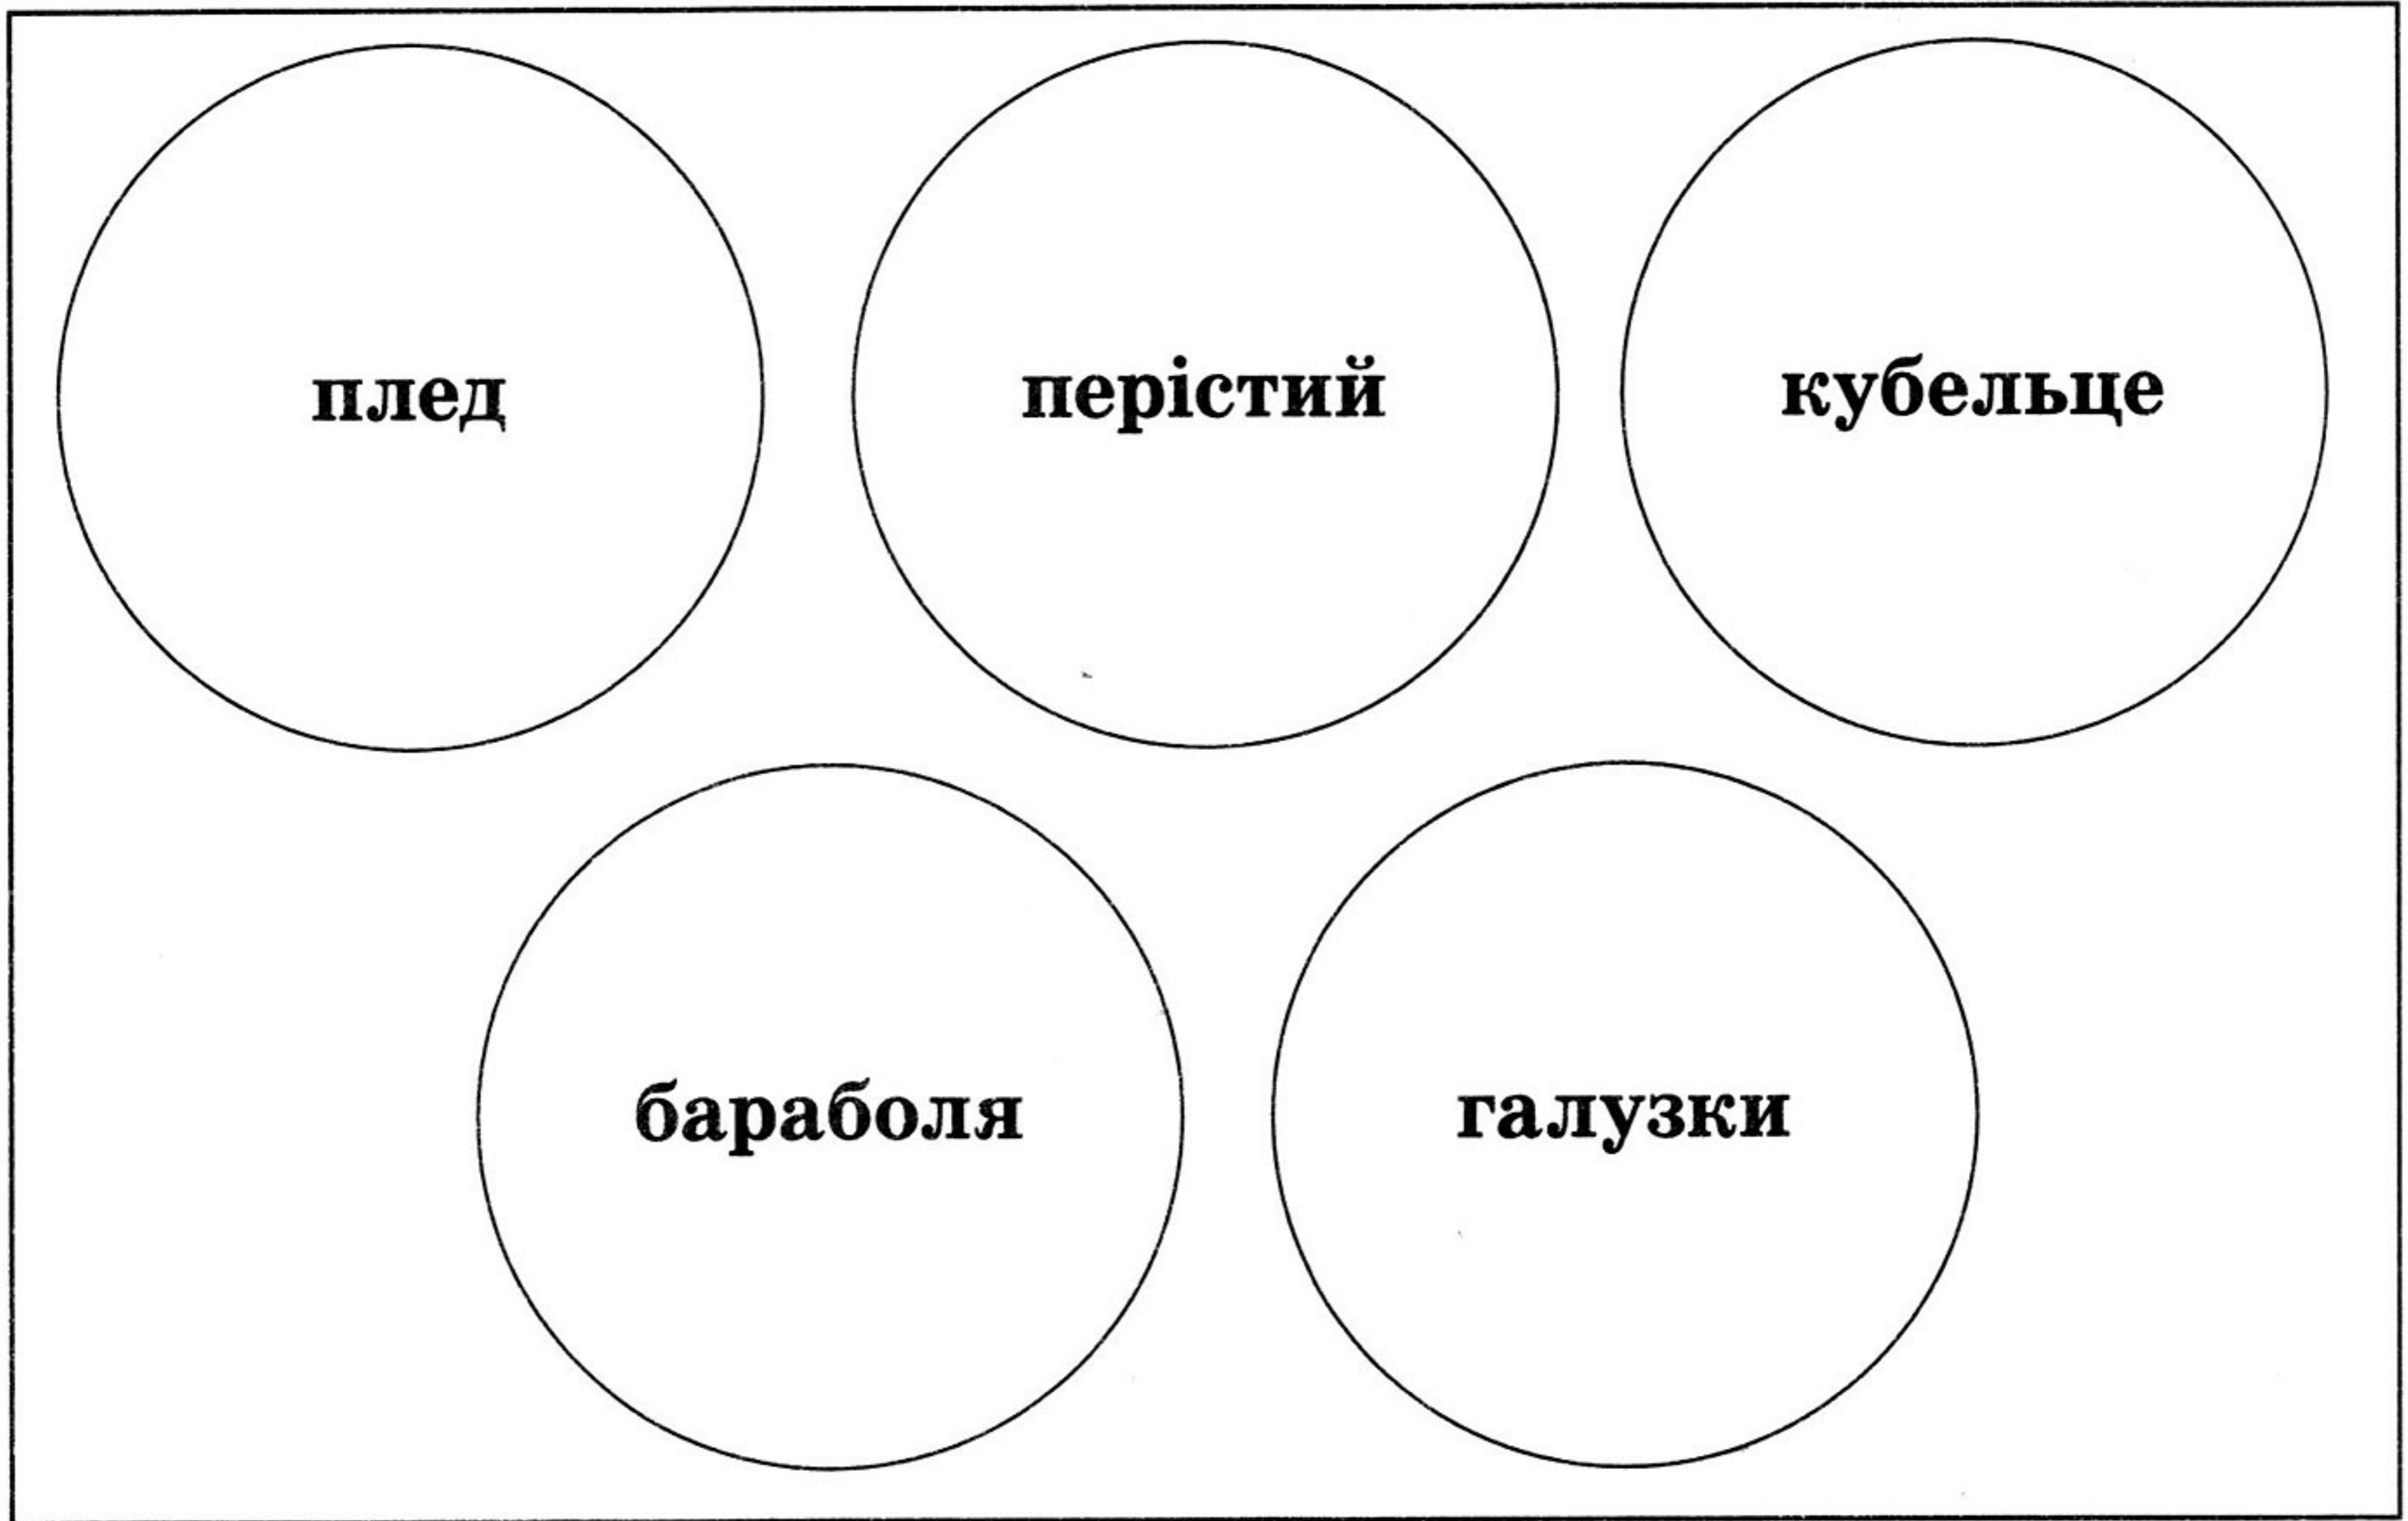 плед
перістий
кубельце
бараболя
галузки